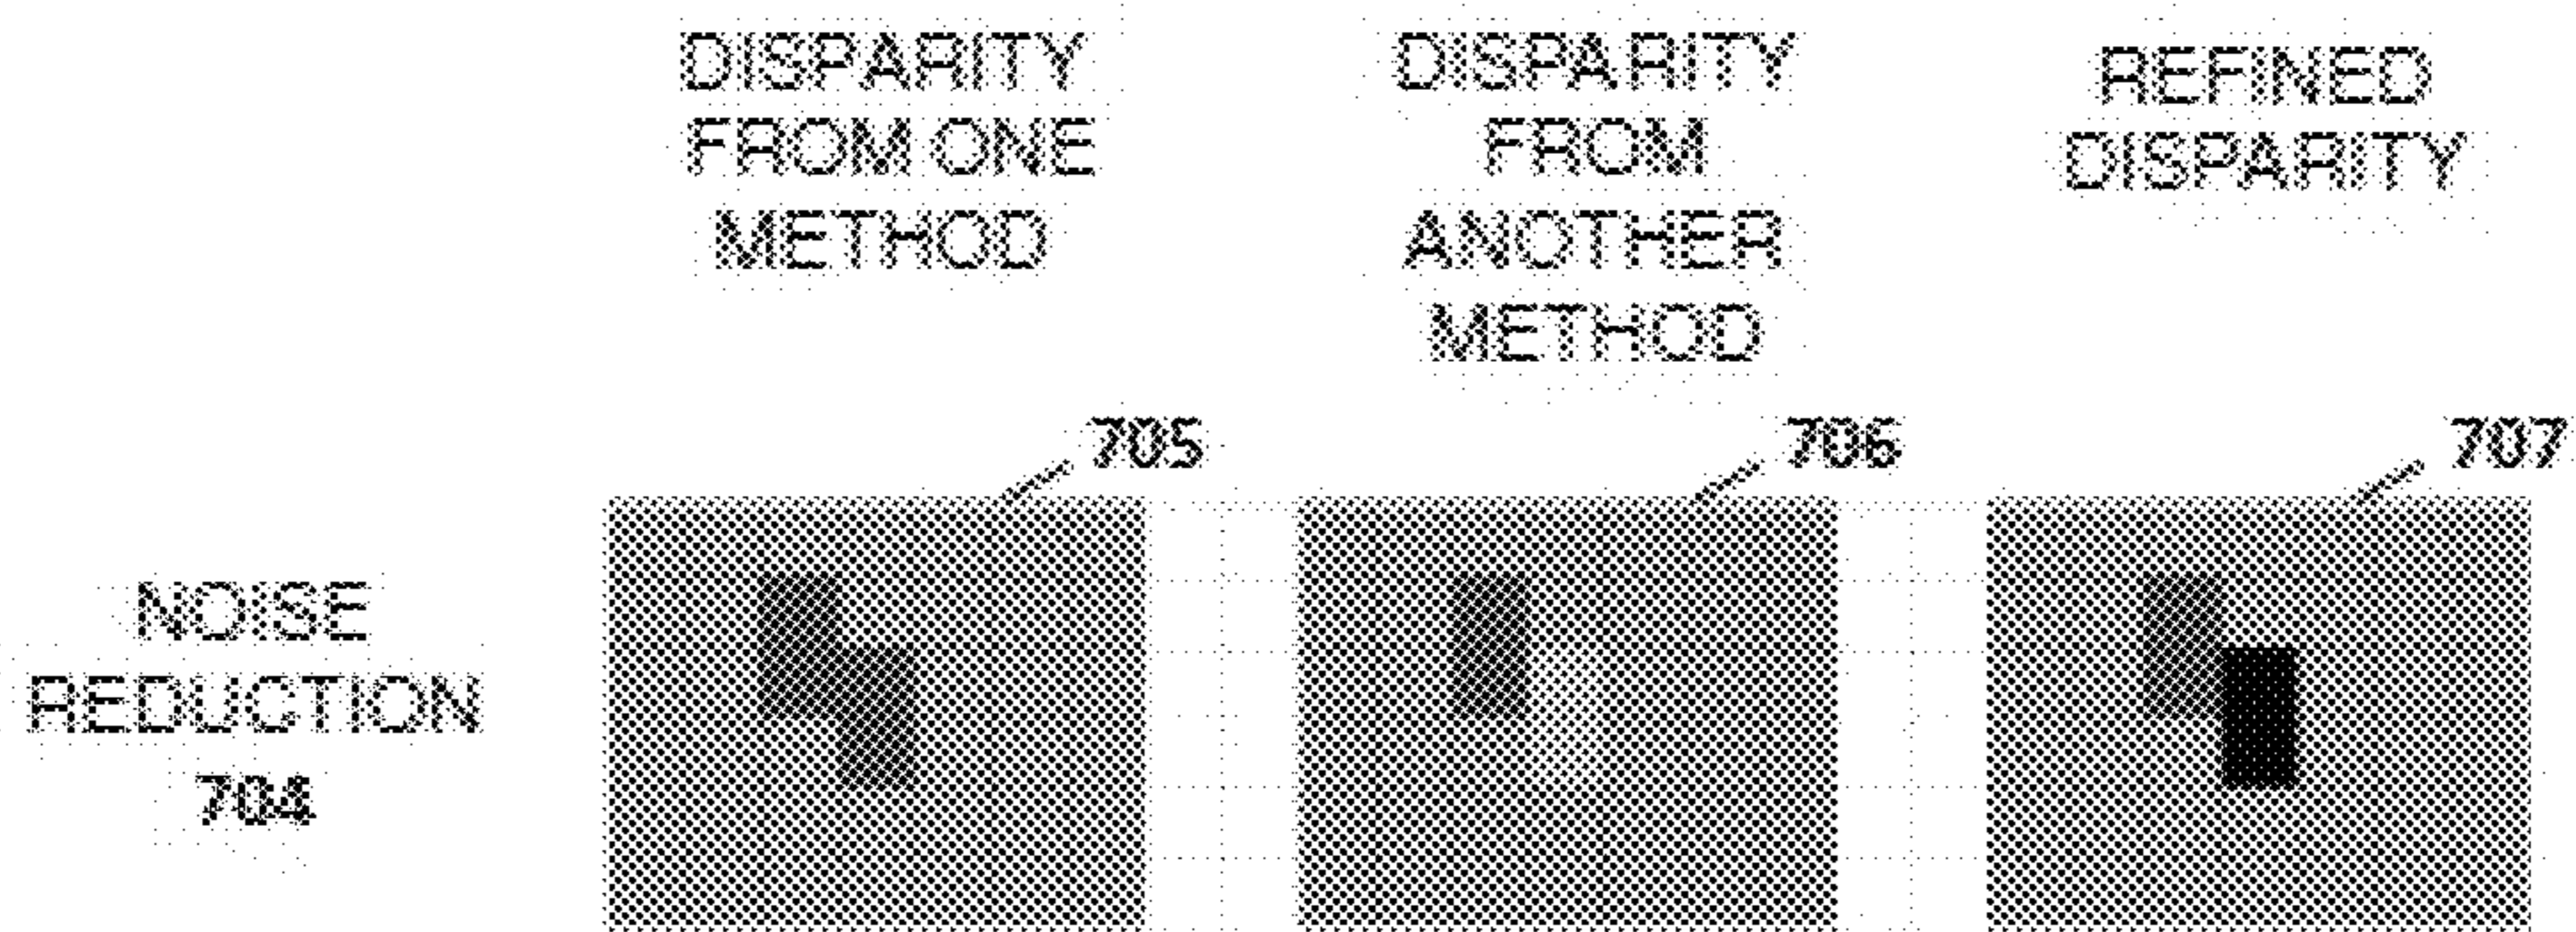 DISPARITY
FROM ONE
METHOD
DISPARITY
FROM
ANOTHER
METHOD
REFINED
DISPARITY
705
706
707
NOISE
REDUCTION
704